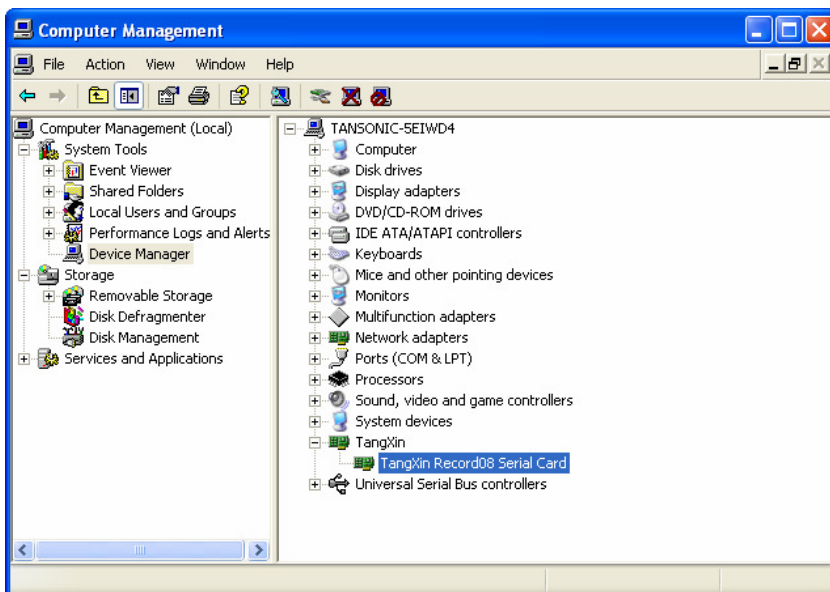 Computer Management
File Action View Window Help
Computer Management (Local)
System Tools
Event Viewer
Shared Folders
Local Users and Groups
Performance Logs and Alerts
Device Manager
Storage
Removable Storage
Disk Defragmenter
Disk Management
Services and Applications
TANSONIC-5EIWD4
Computer
Disk drives
Display adapters
DVD/CD-ROM drives
IDE ATA/ATAPI controllers
Keyboards
Mice and other pointing devices
Monitors
Multifunction adapters
Network adapters
Ports (COM & LPT)
Processors
Sound, video and game controllers
System devices
TangXin
TangXin Record08 Serial Card
Universal Serial Bus controllers